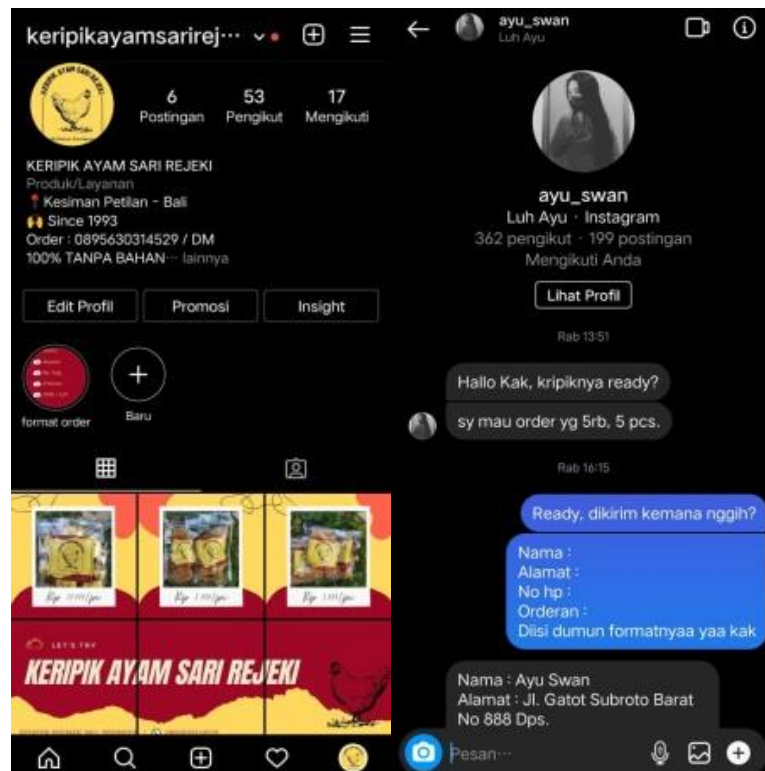 keripikayamsarirej...
KERIPIK AYAM SARI REJEKI
6
Postingan
53
Pengikut
17
Mengikuti
KERIPIK AYAM SARI REJEKI
Produk/Layanan
Kesiman Petilan - Bali
Since 1993
Order : 0895630314529 / DM
100% TANPA BAHAN... lainnya
Edit Profil
Promosi
Insight
format order
Baru
LET'S TRY
KERIPIK AYAM SARI REJEKI
ayu_swan
Luh Ayu
ayu_swan
Luh Ayu · Instagram
362 pengikut · 199 postingan
Mengikuti Anda
Lihat Profil
Rab 13:51
Hallo Kak, kripiknya ready?
sy mau order yg 5rb, 5 pcs.
Rab 16:15
Ready, dikirim kemana nggih?
Nama :
Alamat :
No hp :
Orderan :
Diisi dumun formatnyaa yaa kak
Nama : Ayu Swan
Alamat : Jl. Gatot Subroto Barat
No 888 Dps.
Pesan...